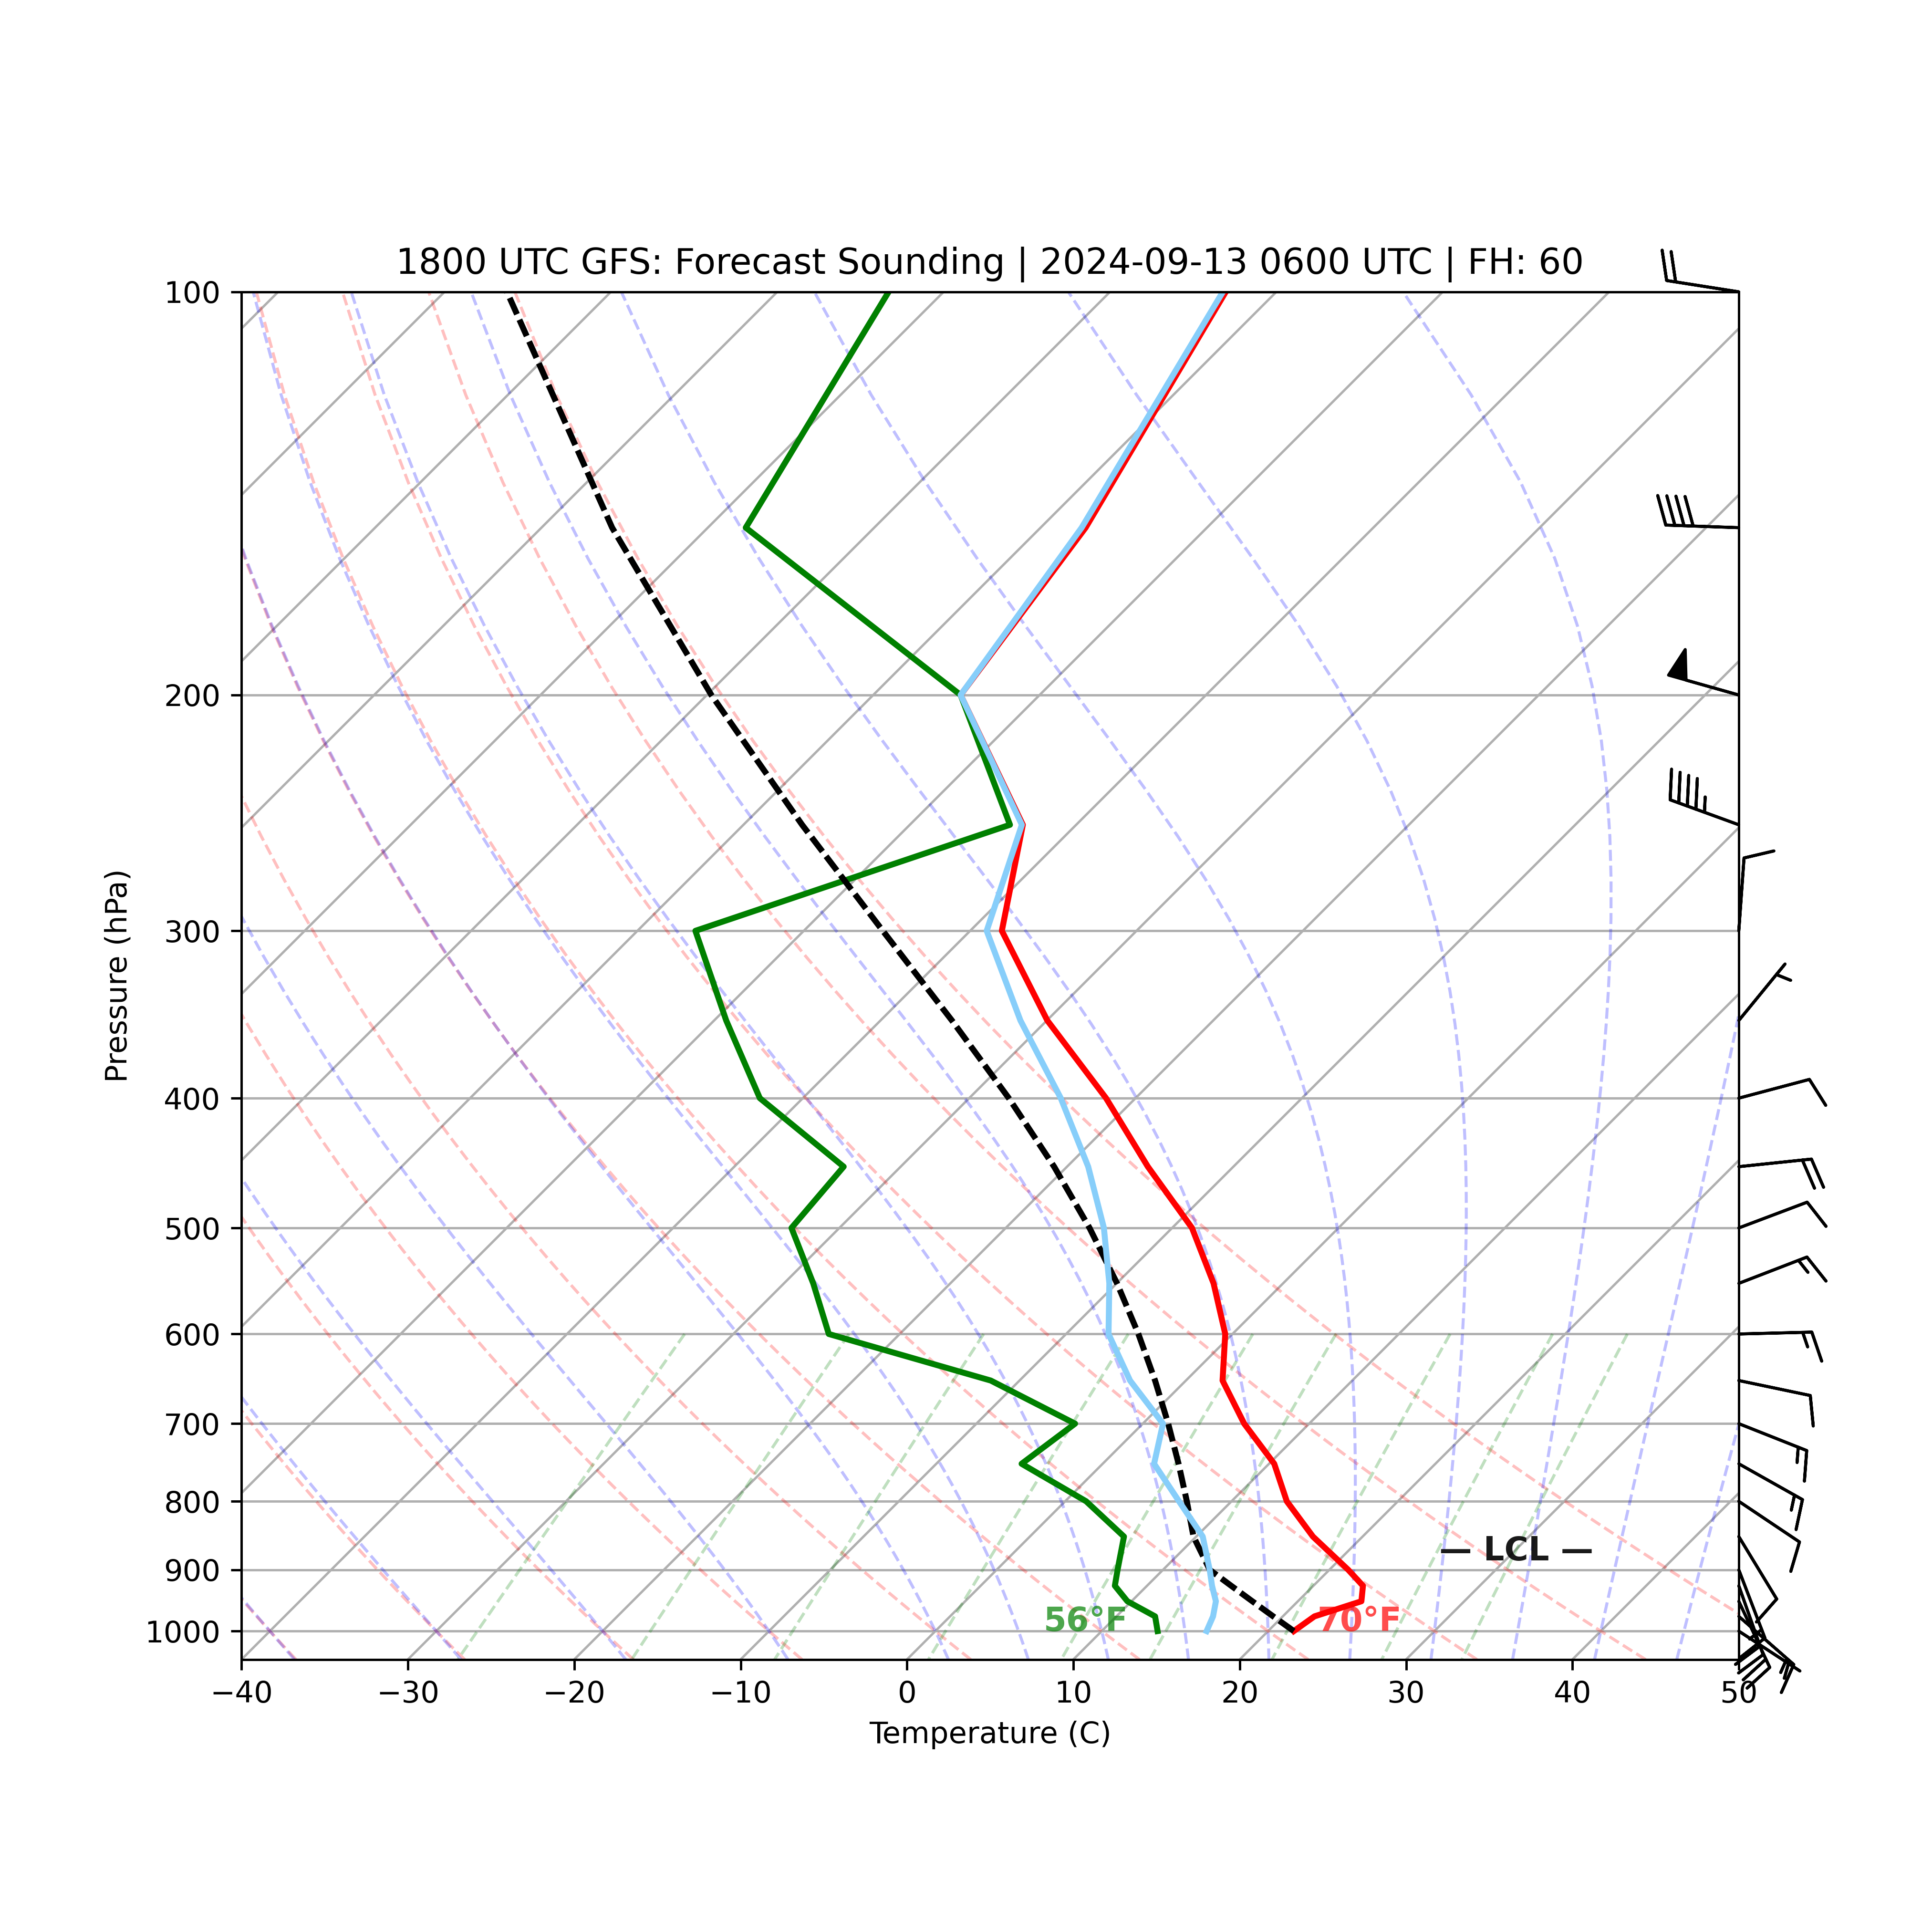 1800 UTC GFS: Forecast Sounding | 2024-09-13 0600 UTC | FH: 60
100
200
300
400
500
600
700
800
900
1000
Pressure (hPa)
— LCL —
56°F
70°F
−40 −30 −20 −10 0 10 20 30 40 50
Temperature (C)